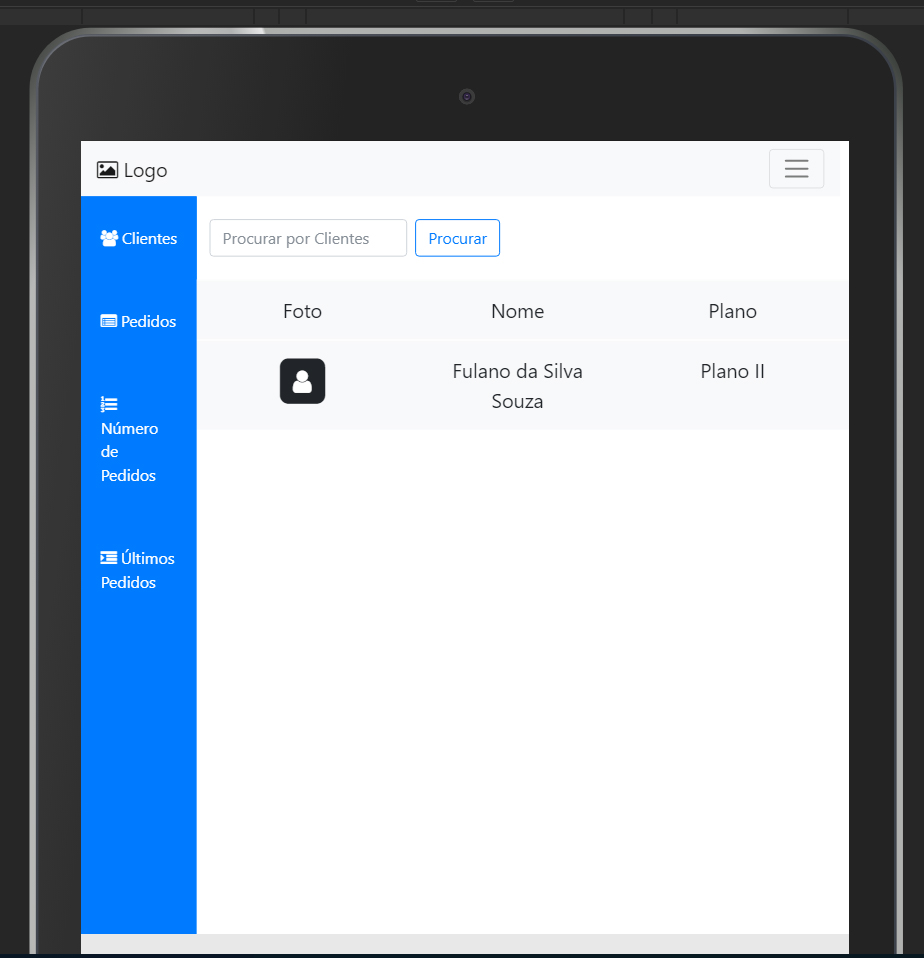 Logo
Clientes
Procurar por Clientes
Procurar
Pedidos
Número
de
Pedidos
Últimos
Pedidos
Foto
Nome
Plano
Fulano da Silva
Souza
Plano II